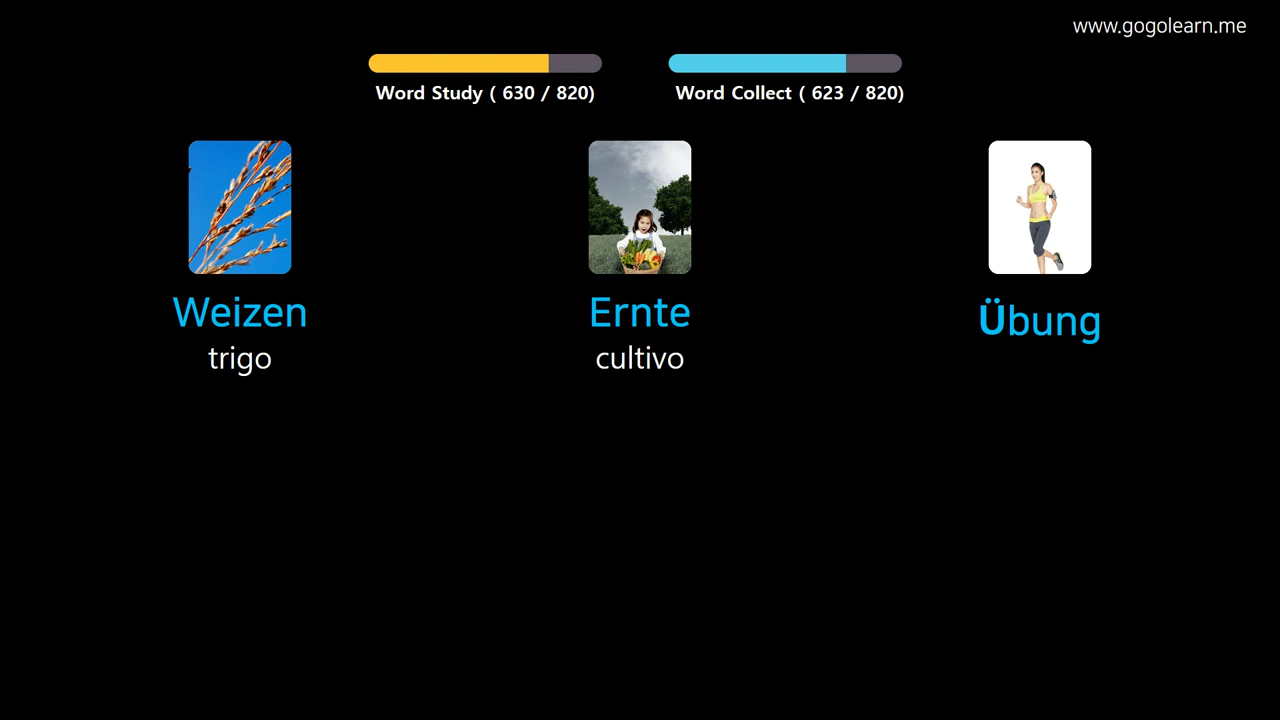 www.gogolearn.me
Word Study ( 630 / 820)
Word Collect ( 623 / 820)
Weizen
trigo
Ernte
cultivo
Übung